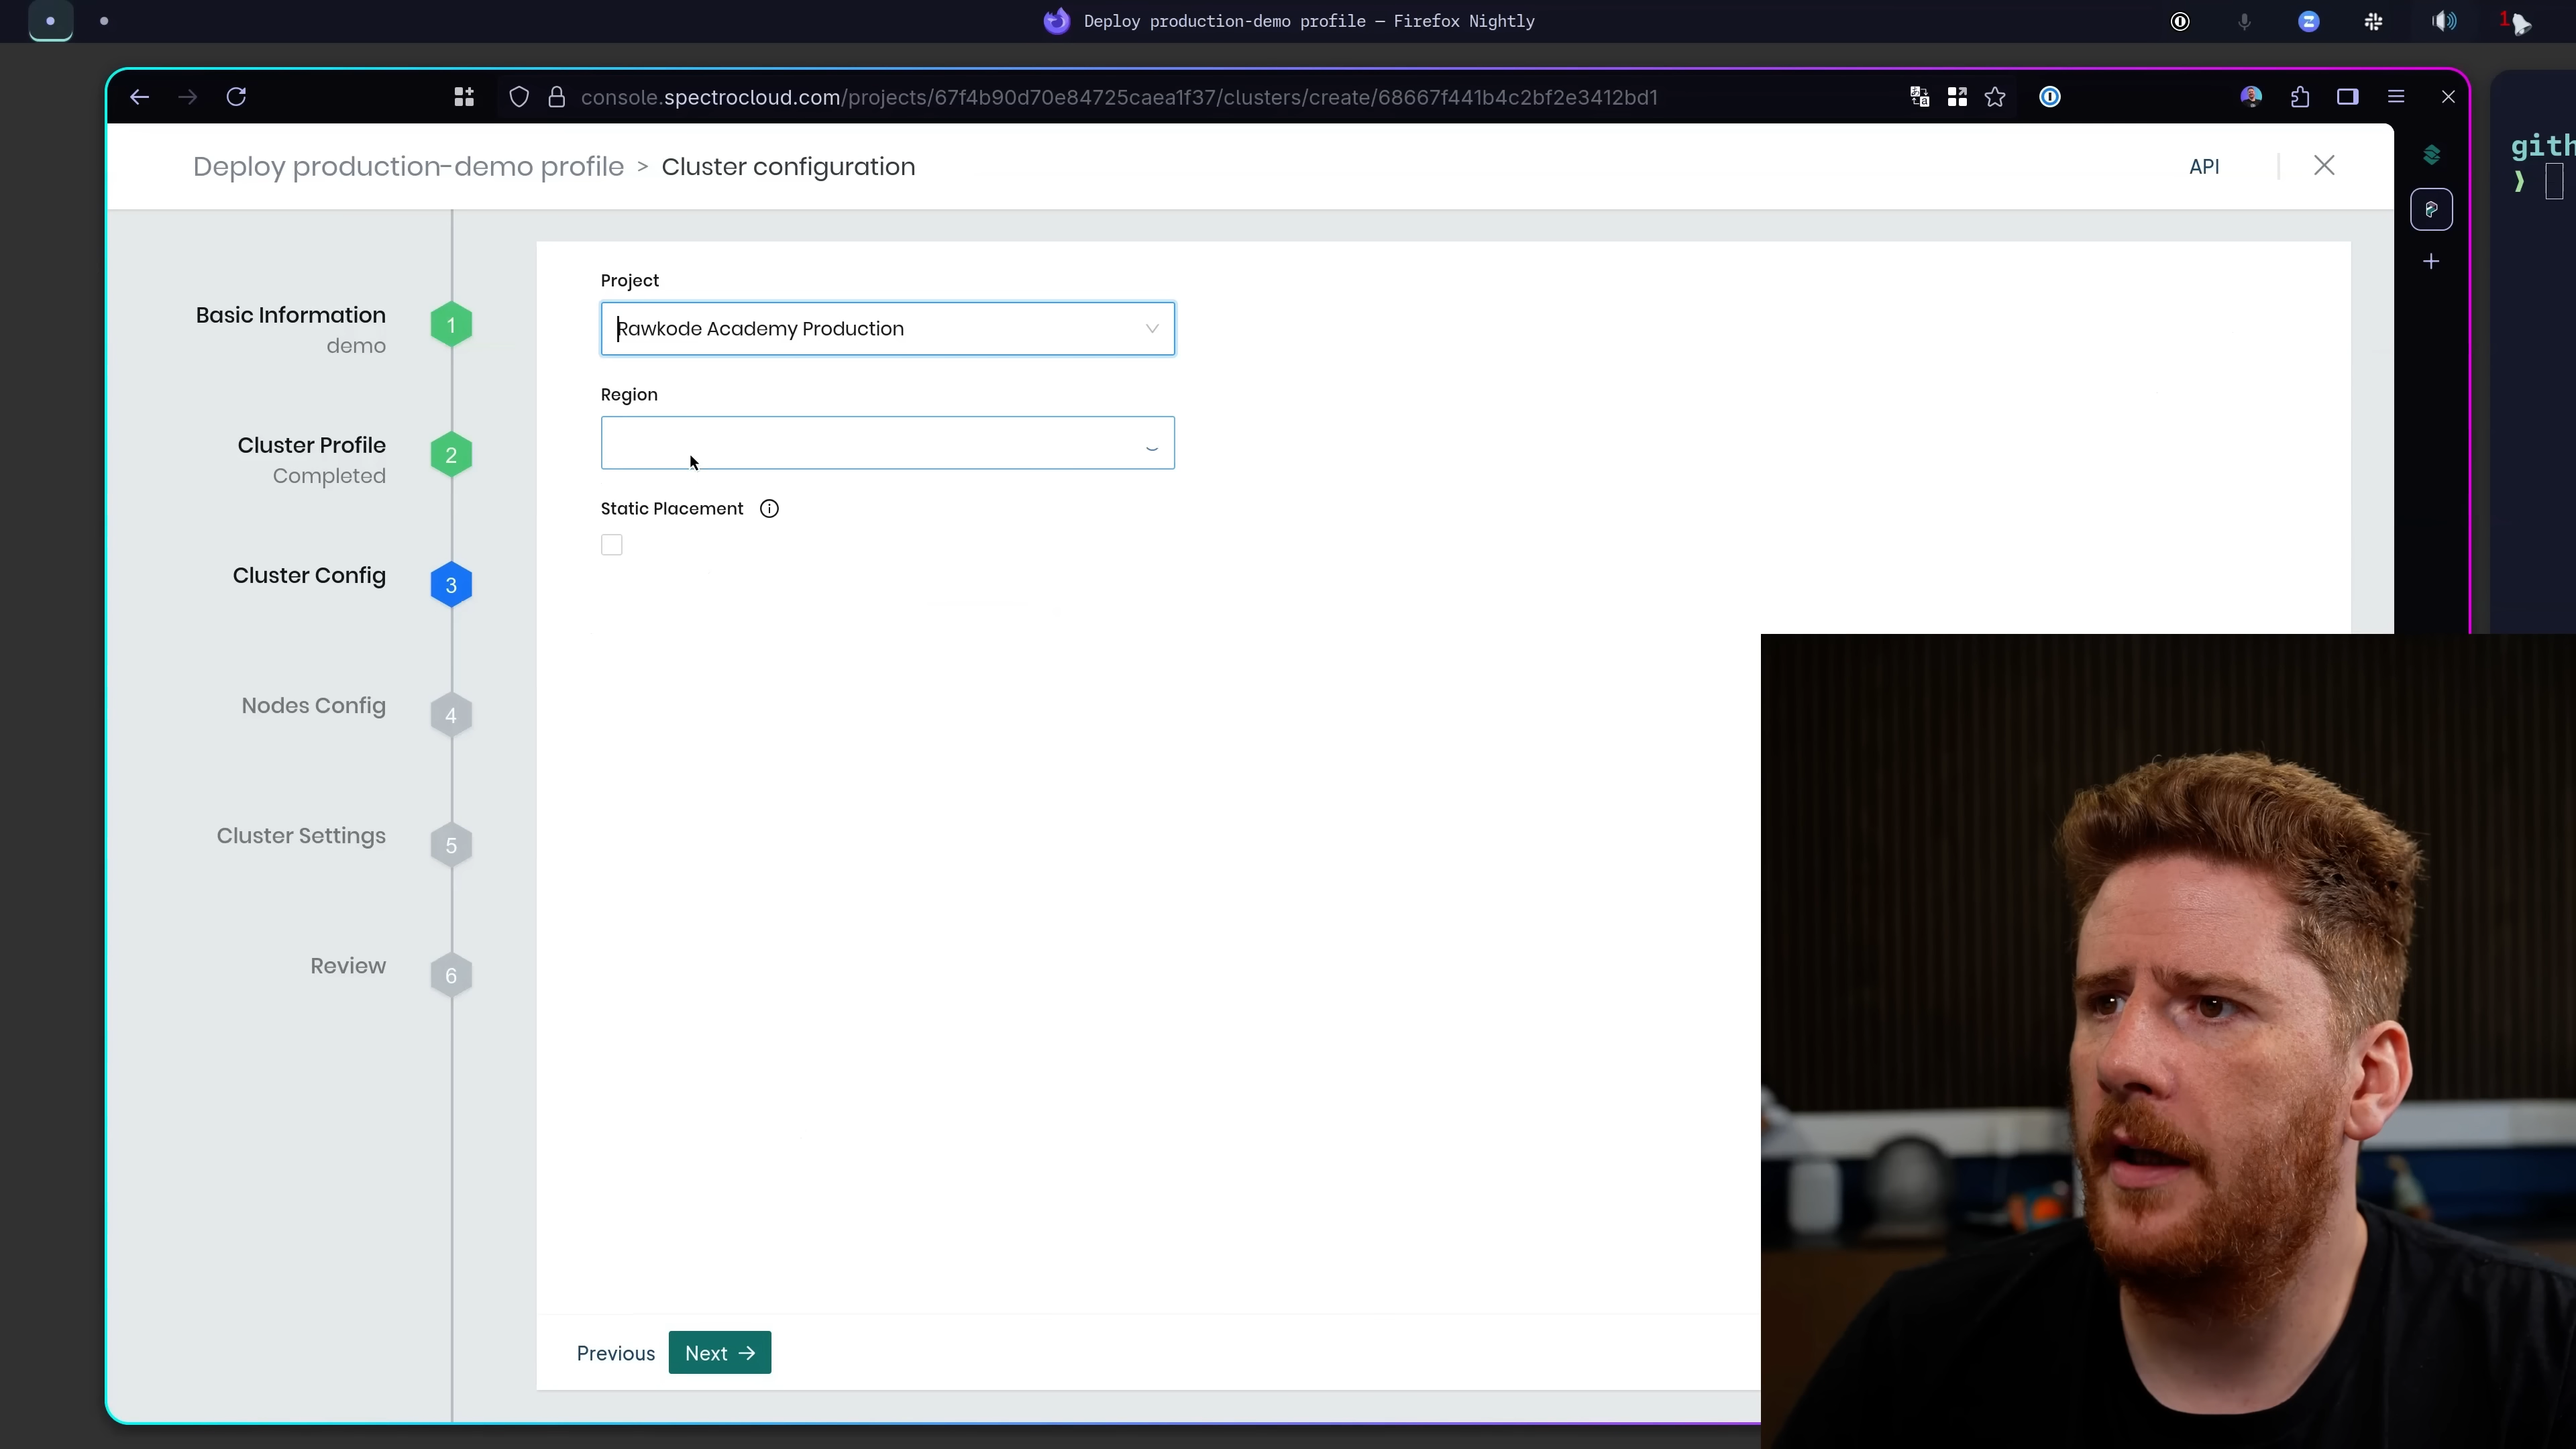 Deploy production-demo profile — Firefox Nightly
1
console.spectrocloud.com/projects/67f4b90d70e84725caea1f37/clusters/create/68667f441b4c2bf2e3412bd1
Deploy production-demo profile > Cluster configuration
API
gith
Basic Information
demo
1
Cluster Profile
Completed
2
Cluster Config
3
Nodes Config
4
Cluster Settings
5
Review
6
Project
Rawkode Academy Production
Region
Static Placement
Previous
Next →